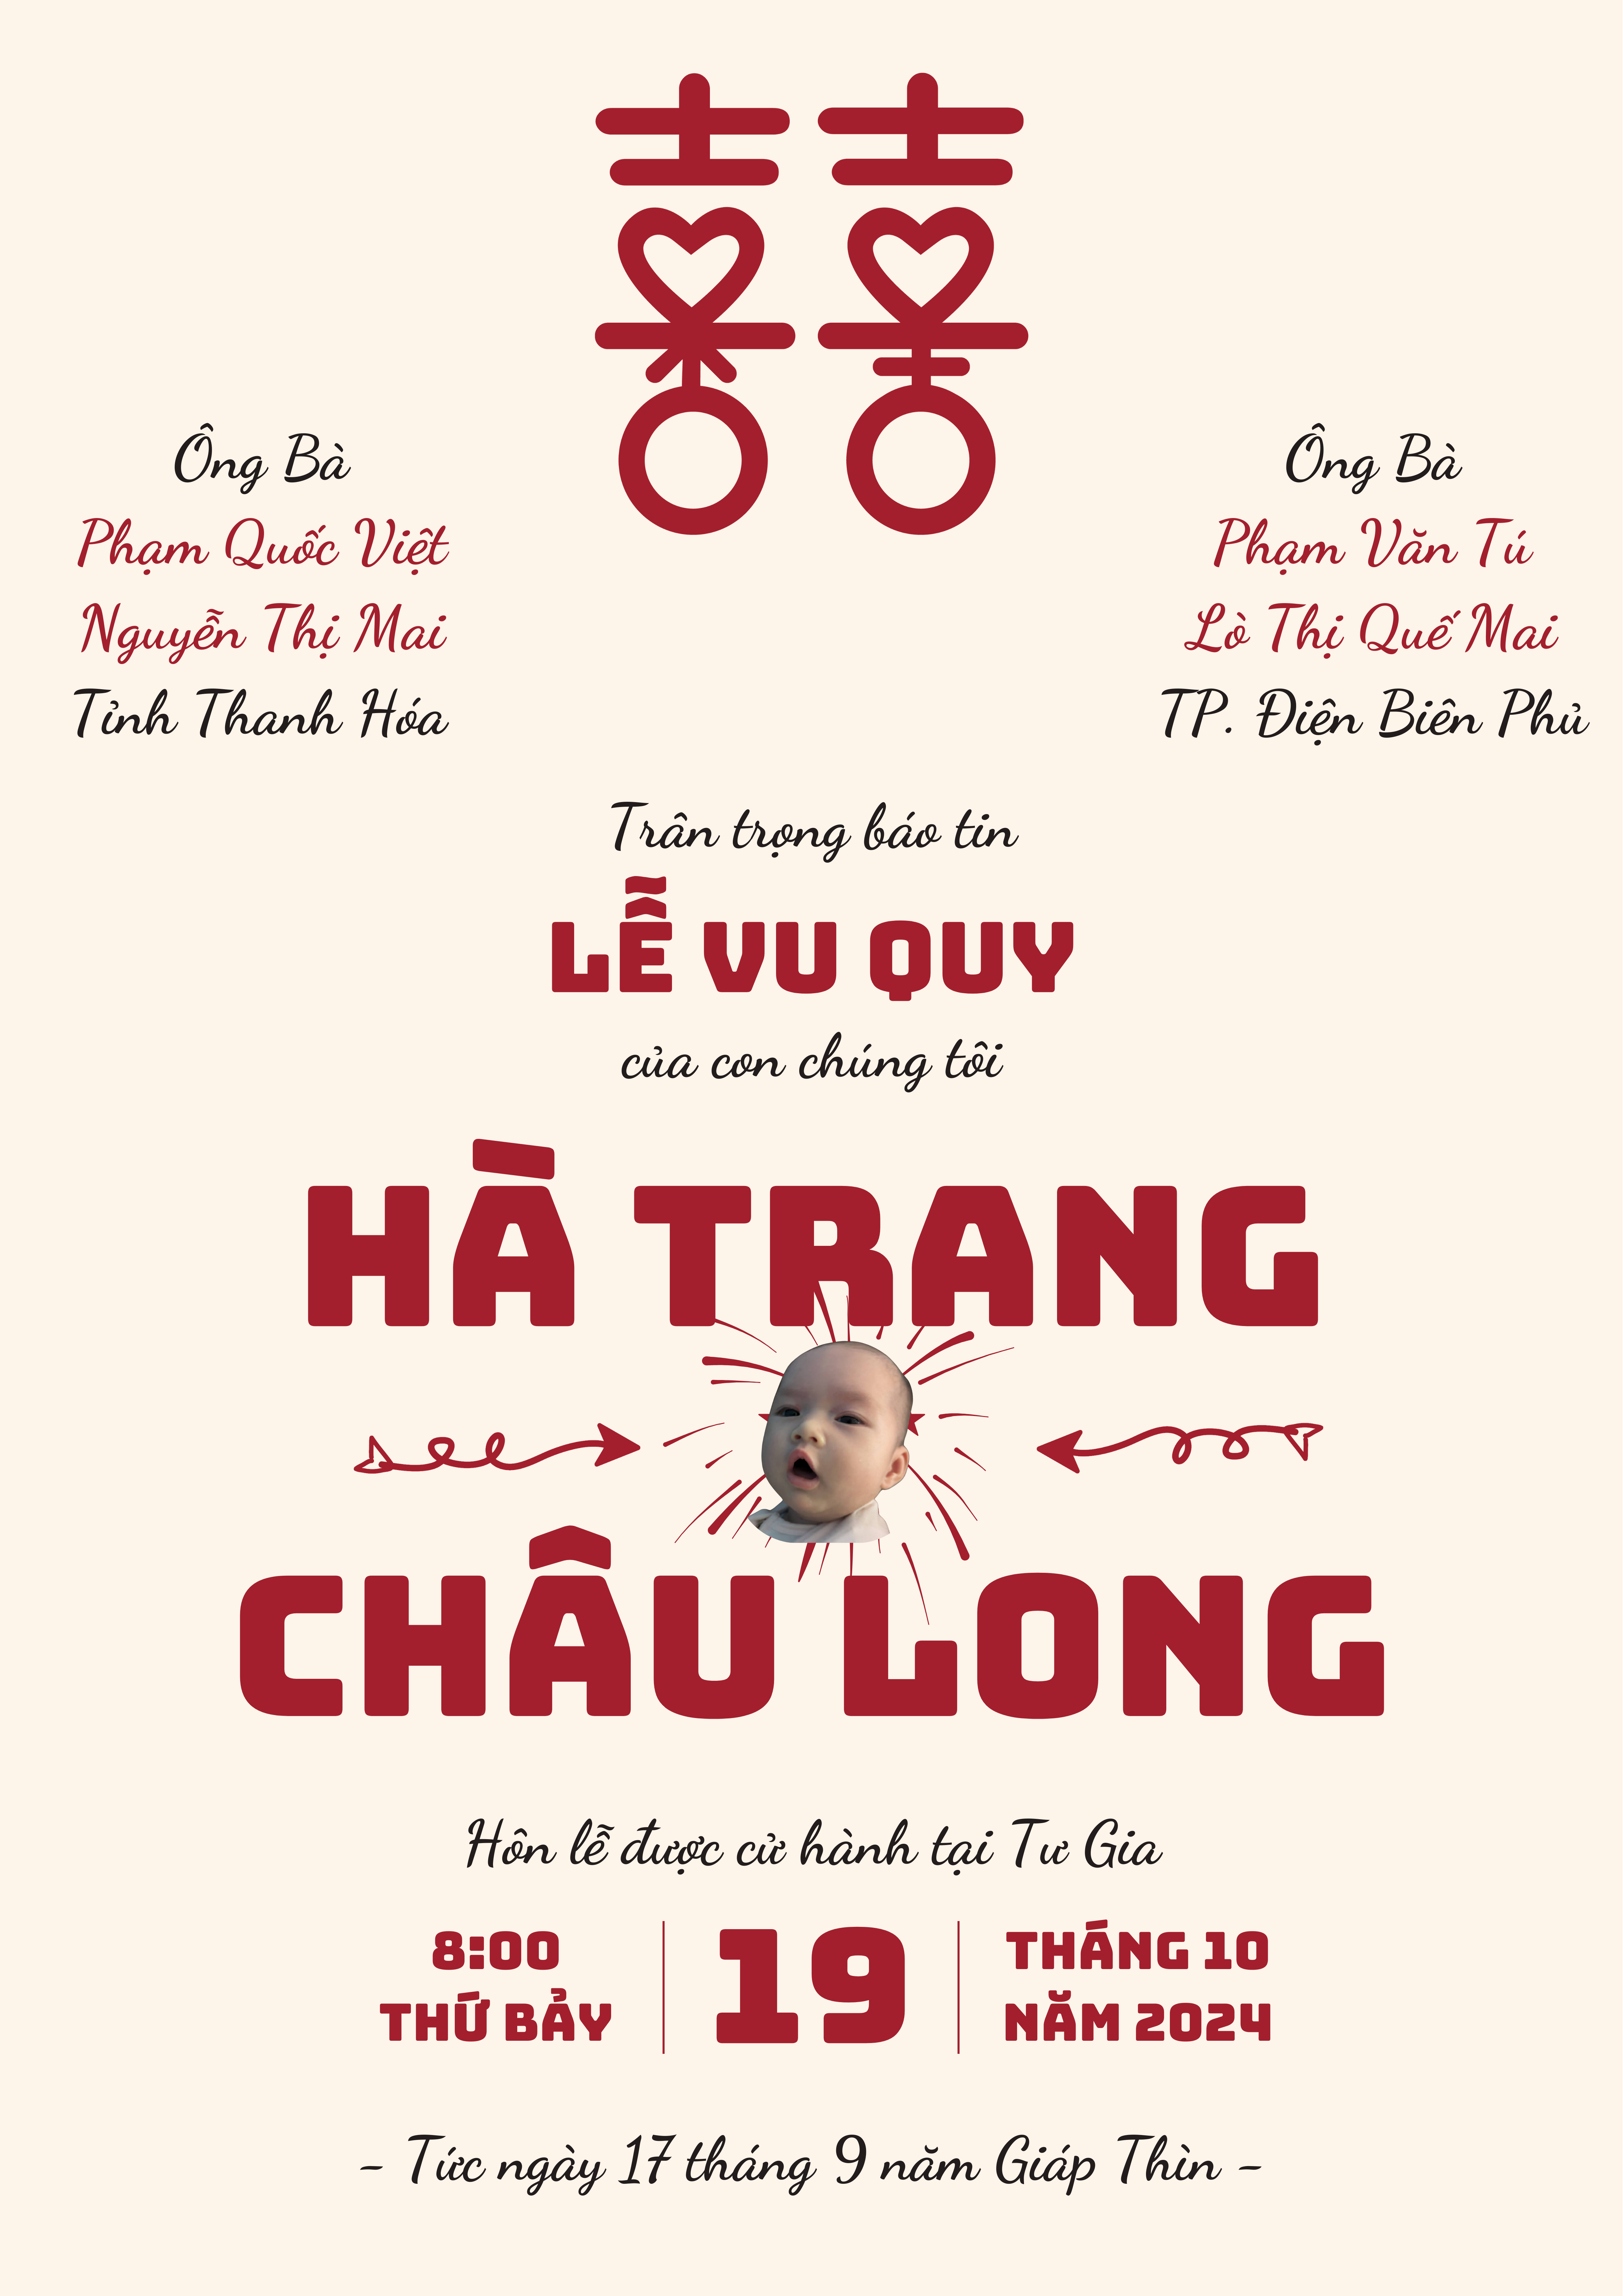 Ông Bà
Phạm Quốc Việt
Nguyễn Thị Mai
Tỉnh Thanh Hóa
Ông Bà
Phạm Văn Tú
Lò Thị Quế Mai
TP. Điện Biên Phủ
Trân trọng báo tin
LỄ VU QUY
của con chúng tôi
HÀ TRANG
CHÂU LONG
Hôn lễ được cử hành tại Tư Gia
8:00
THỨ BẢY
19
THÁNG 10
NĂM 2024
- Tức ngày 17 tháng 9 năm Giáp Thìn -